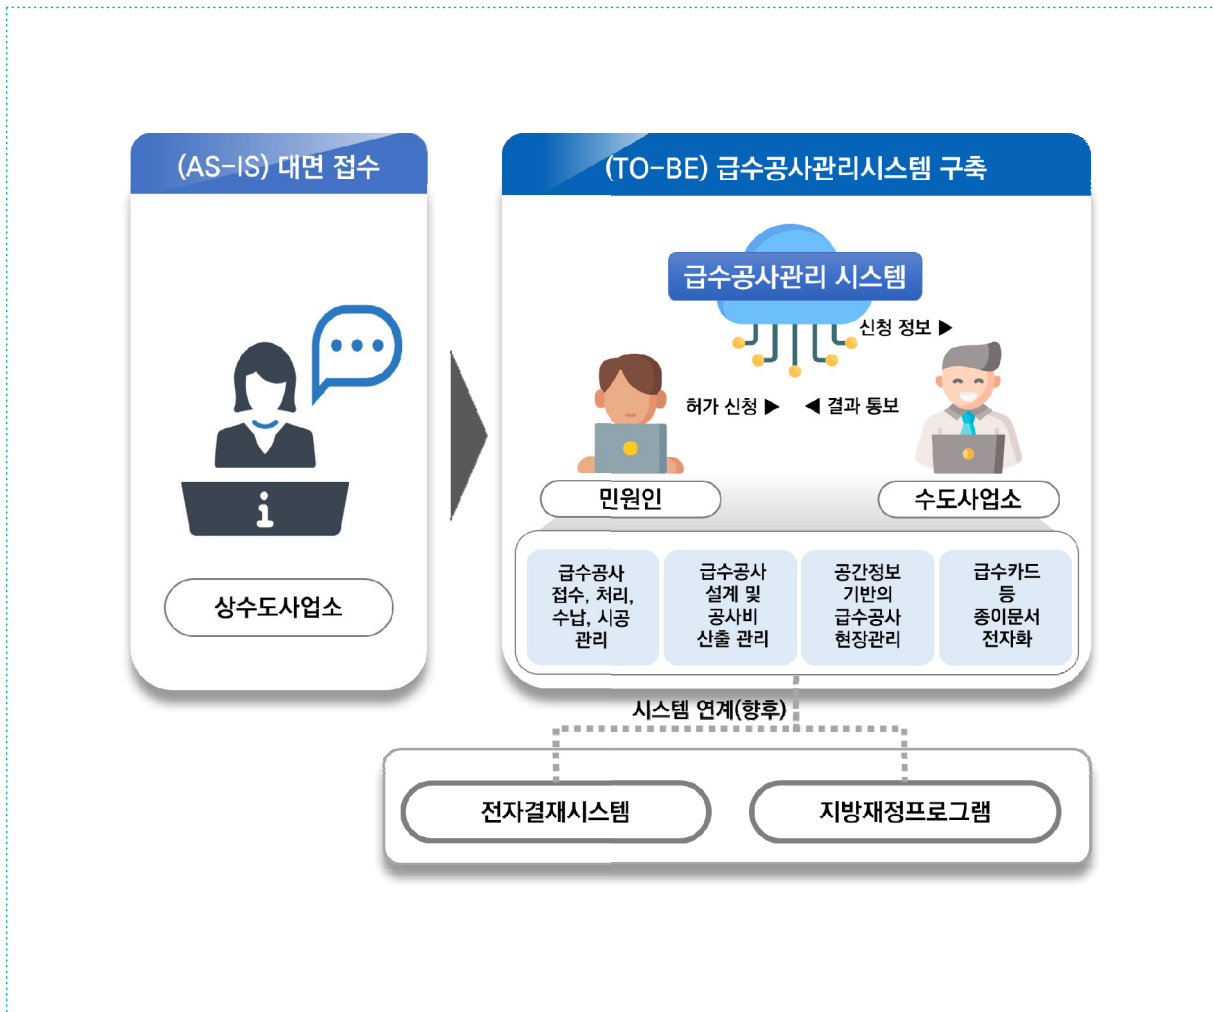 (AS-IS) 대면 접수
상수도사업소
(TO-BE) 급수공사관리시스템 구축
급수공사관리 시스템
신청 정보 ▶
허가 신청 ▶
◀ 결과 통보
민원인
수도사업소
급수공사
접수, 처리,
수납, 시공
관리
급수공사
설계 및
공사비
산출 관리
공간정보
기반의
급수공사
현장관리
급수카드
등
종이문서
전자화
시스템 연계(향후)
전자결재시스템
지방재정프로그램